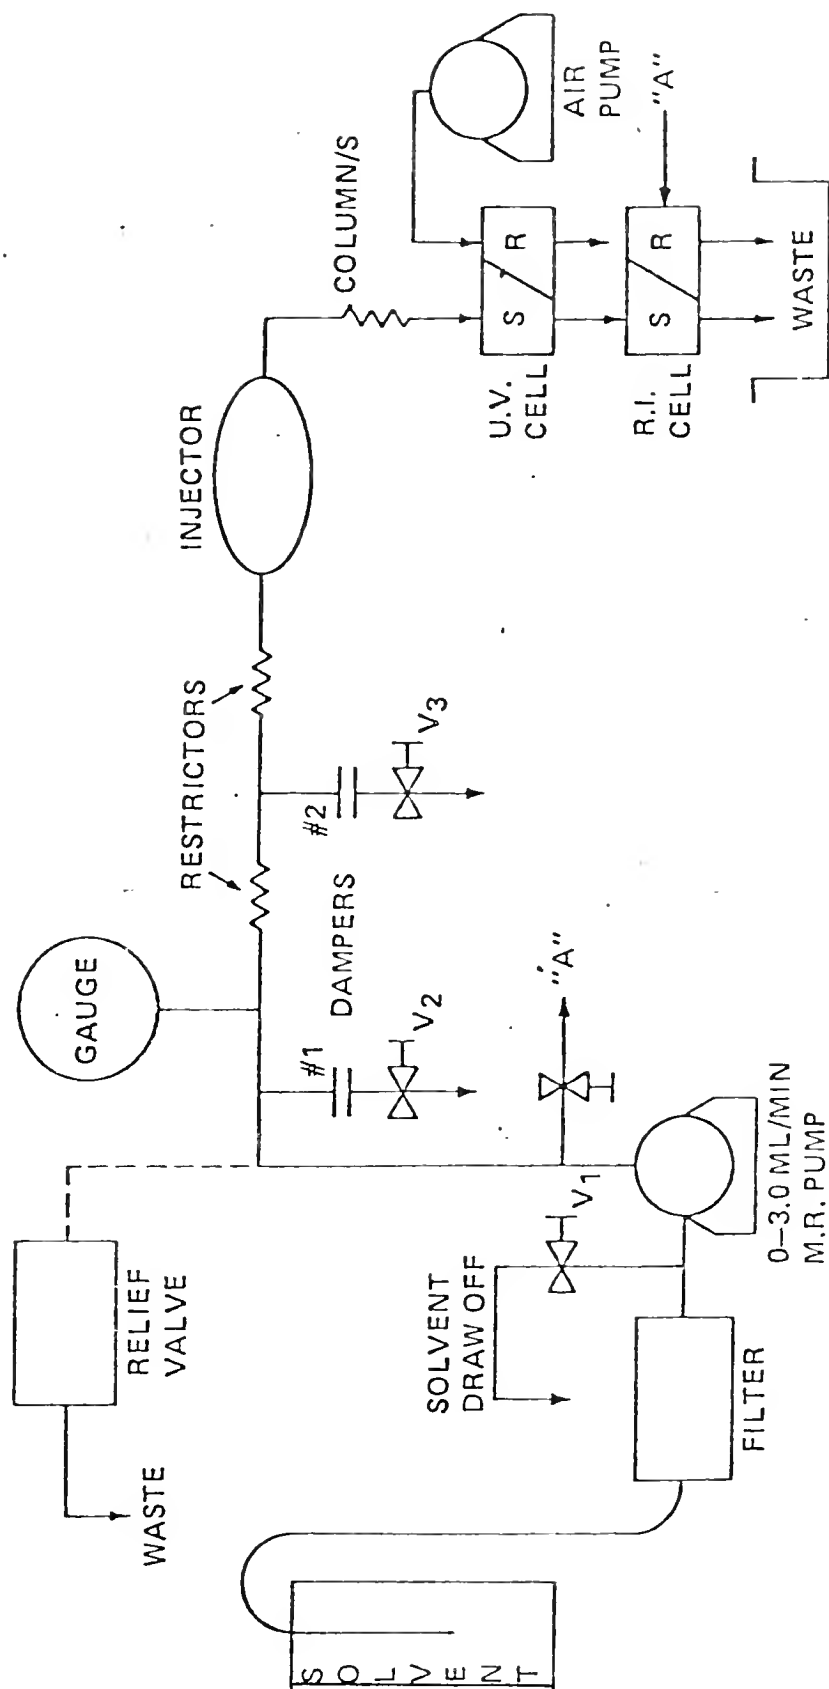 SOLVENT
WASTE
RELIEF
VALVE
SOLVENT
DRAW OFF
V1
FILTER
0–3.0 ML/MIN
M.R. PUMP
"A"
GAUGE
#1
V2
DAMPERS
RESTRICTORS
#2
V3
INJECTOR
COLUMN/S
U.V.
CELL
S
R
R.I.
CELL
S
R
AIR
PUMP
"A"
WASTE